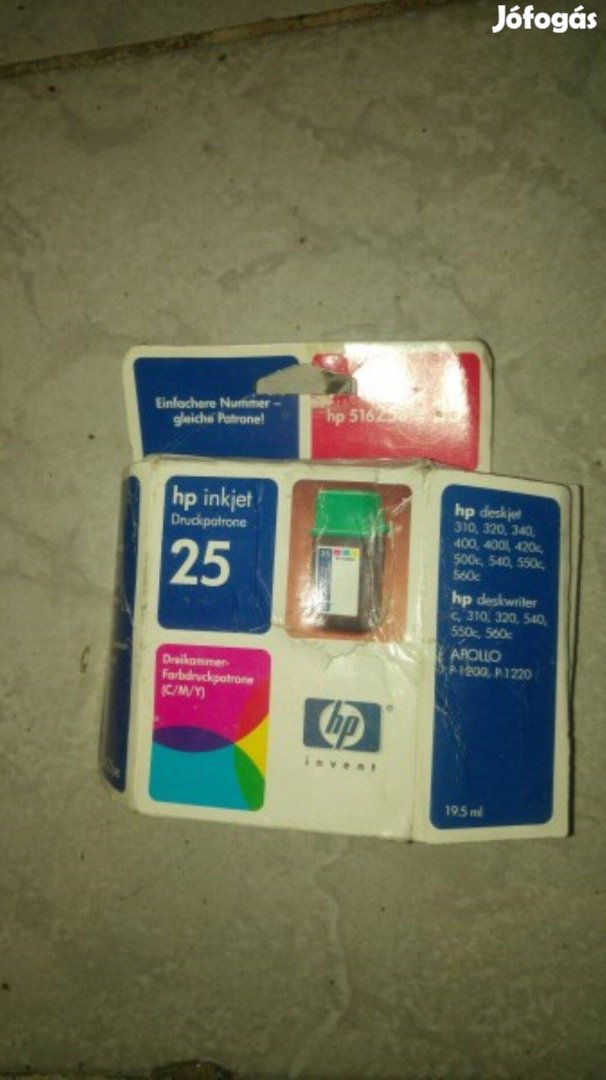 Jófogás
Einfachere Nummer –
gleiche Patrone!
hp 51625
hp inkjet
Druckpatrone
25
hp deskjet
310, 320, 340,
400, 400l, 420c,
500c, 540, 550c,
560c
hp deskwriter
c, 310, 320, 540,
550c, 560c
APOLLO
P-1200, P-1220
19.5 ml
Dreikammer-
Farbdruckpatrone
(C/M/Y)
hp
invent